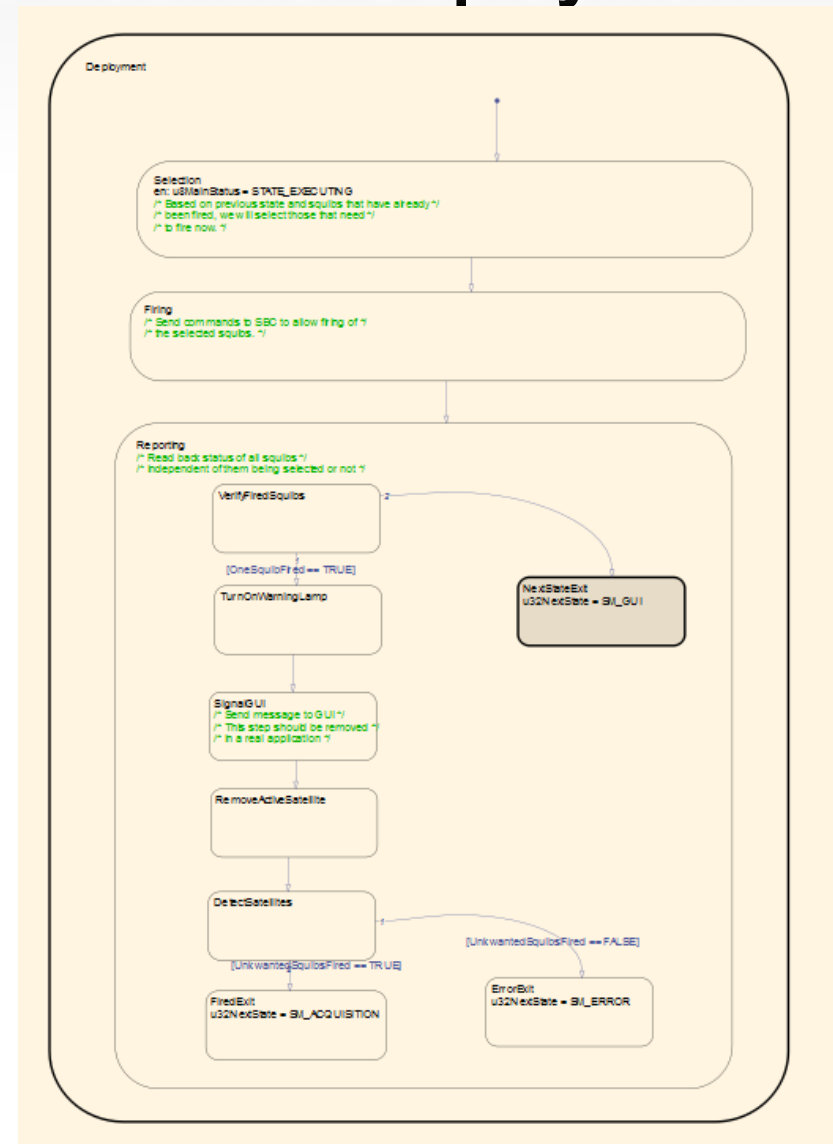 Deployment
Selection
en: u8MainStatus = STATE_EXECUTING
/* Based on previous state and squibs that have already */
/* been fired, we will select those that need */
/* to fire now. */
Firing
/* Send commands to SBC to allow firing of */
/* the selected squibs. */
Reporting
/* Read back status of all squibs */
/* Independent of them being selected or not */
VerifyFiredSquibs
2
[OneSquibFired == TRUE]
TurnOnWarningLamp
NextStateExit
u32NextState = SM_GUI
SignalGUI
/* Send message to GUI */
/* This step should be removed */
/* in a real application */
RemoveActiveSatellite
DetectSatellites
1
[UnkwantedSquibsFired == FALSE]
[UnkwantedSquibsFired == TRUE]
2
FiredExit
u32NextState = SM_ACQUISITION
ErrorExit
u32NextState = SM_ERROR